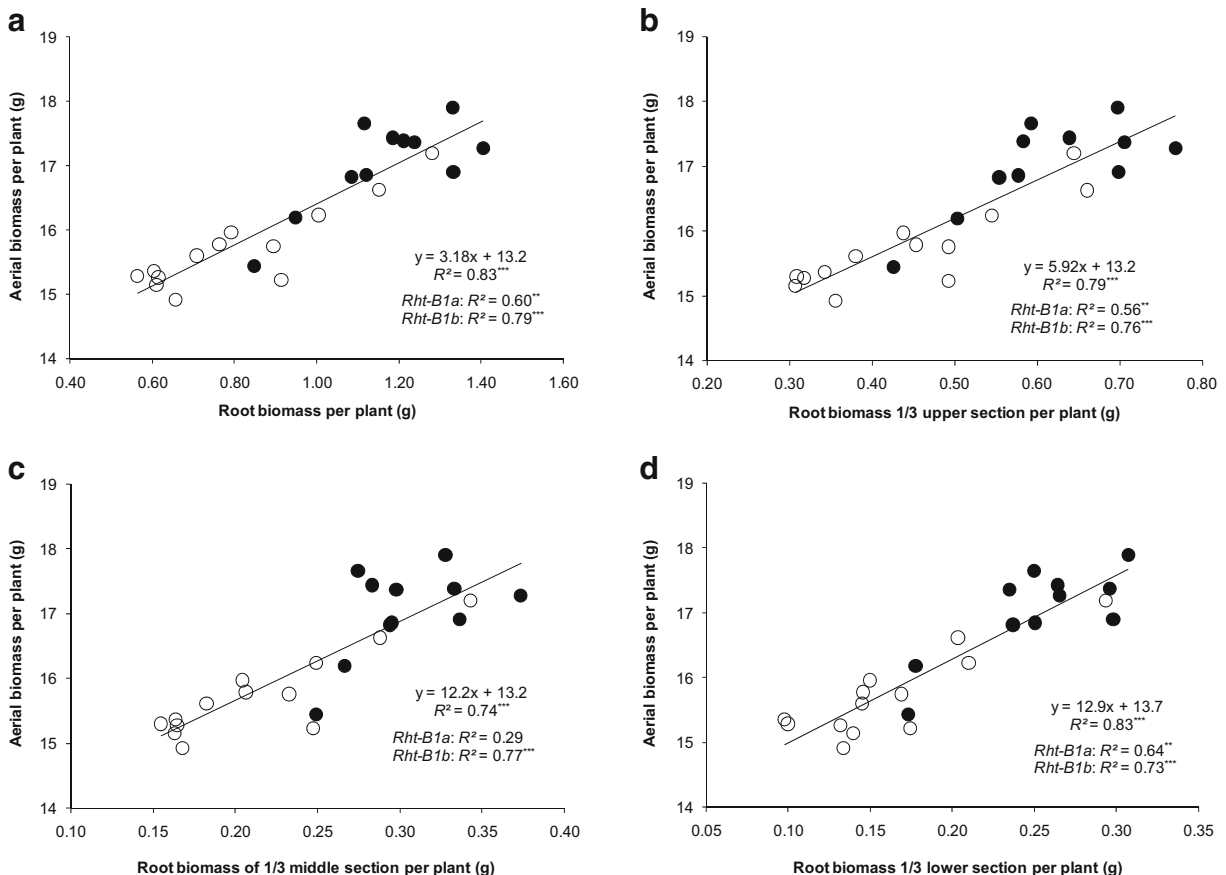 a
19
18
17
16
15
14
Aerial biomass per plant (g)
0.40 0.60 0.80 1.00 1.20 1.40 1.60
Root biomass per plant (g)
y = 3.18x + 13.2
R² = 0.83***
Rht-B1a: R² = 0.60**
Rht-B1b: R² = 0.79***
b
19
18
17
16
15
14
Aerial biomass per plant (g)
0.20 0.30 0.40 0.50 0.60 0.70 0.80
Root biomass 1/3 upper section per plant (g)
y = 5.92x + 13.2
R² = 0.79***
Rht-B1a: R² = 0.56**
Rht-B1b: R² = 0.76***
c
19
18
17
16
15
14
Aerial biomass per plant (g)
0.10 0.15 0.20 0.25 0.30 0.35 0.40
Root biomass of 1/3 middle section per plant (g)
y = 12.2x + 13.2
R² = 0.74***
Rht-B1a: R² = 0.29
Rht-B1b: R² = 0.77***
d
19
18
17
16
15
14
Aerial biomass per plant (g)
0.05 0.10 0.15 0.20 0.25 0.30 0.35
Root biomass 1/3 lower section per plant (g)
y = 12.9x + 13.7
R² = 0.83***
Rht-B1a: R² = 0.64**
Rht-B1b: R² = 0.73***